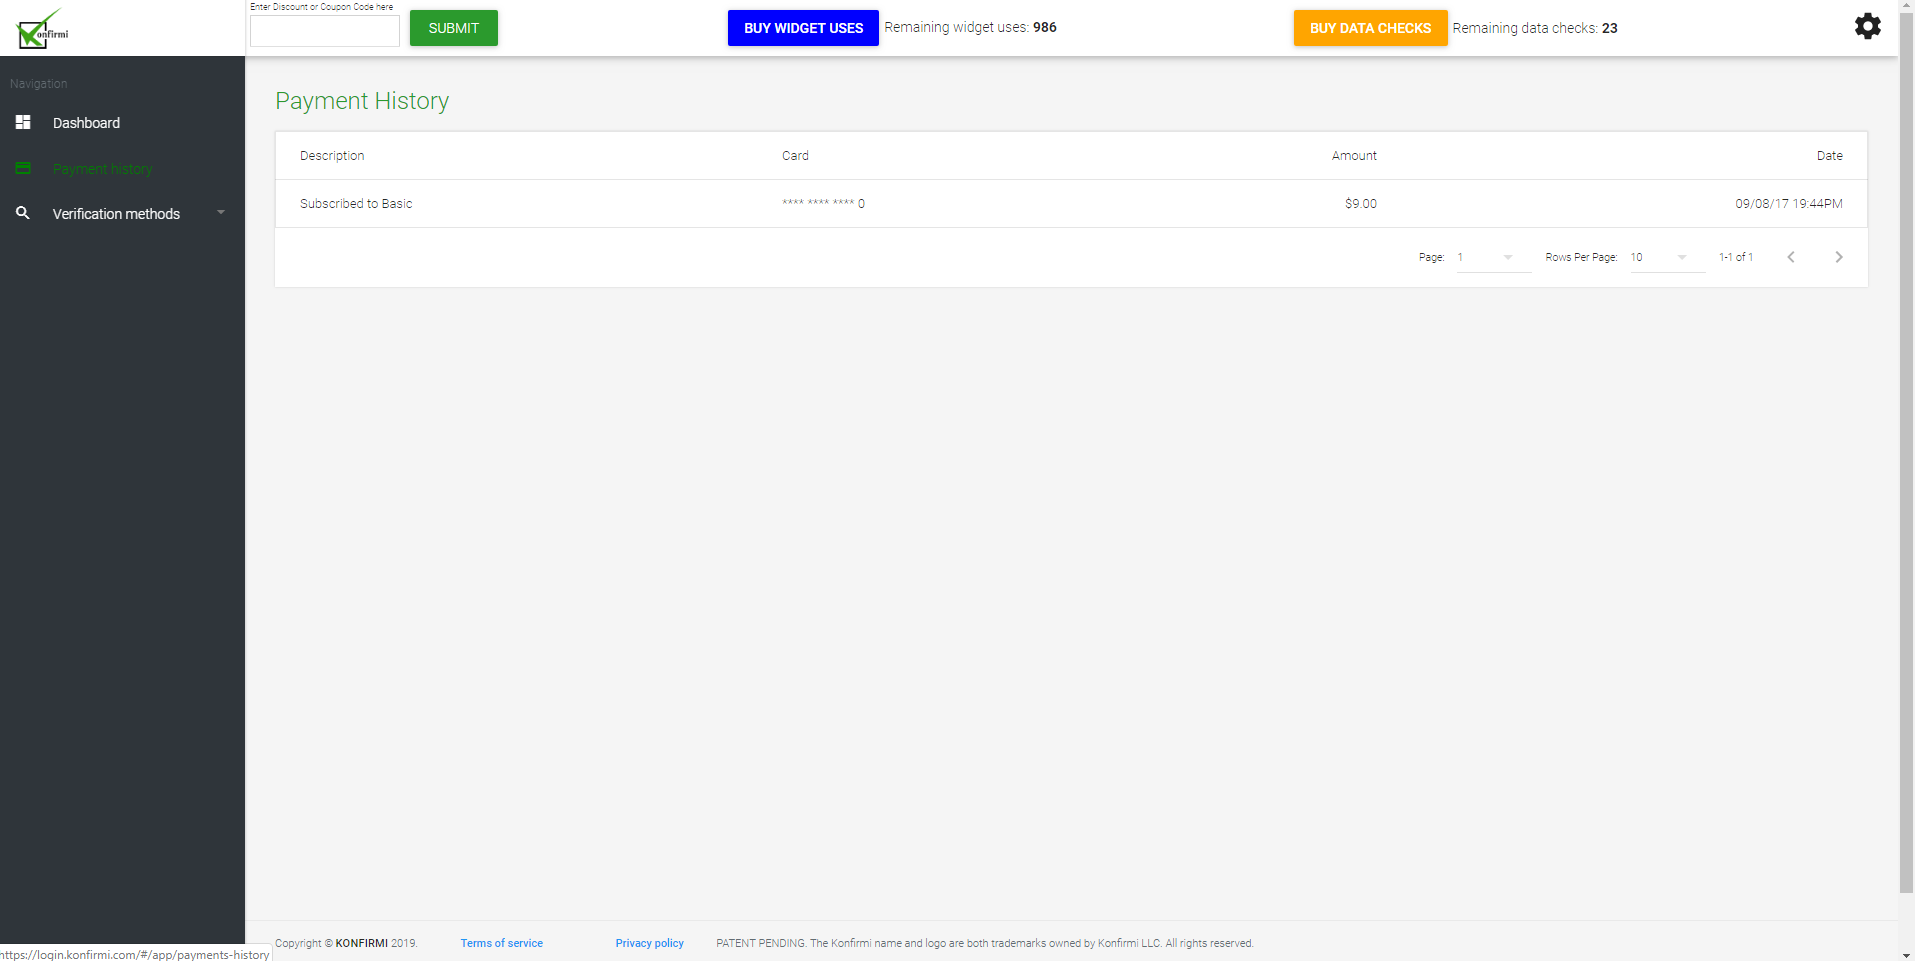 Konfirmi
Enter Discount or Coupon Code here
SUBMIT
BUY WIDGET USES Remaining widget uses: 986
BUY DATA CHECKS Remaining data checks: 23
Navigation
Dashboard
Payment history
Verification methods
Payment History
Description Card Amount Date
Subscribed to Basic **** **** **** 0 $9.00 09/08/17 19:44PM
Page: 1 Rows Per Page: 10 1-1 of 1
Copyright © KONFIRMI 2019. Terms of service Privacy policy PATENT PENDING. The Konfirmi name and logo are both trademarks owned by Konfirmi LLC. All rights reserved.
https://login.konfirmi.com/#/app/payments-history